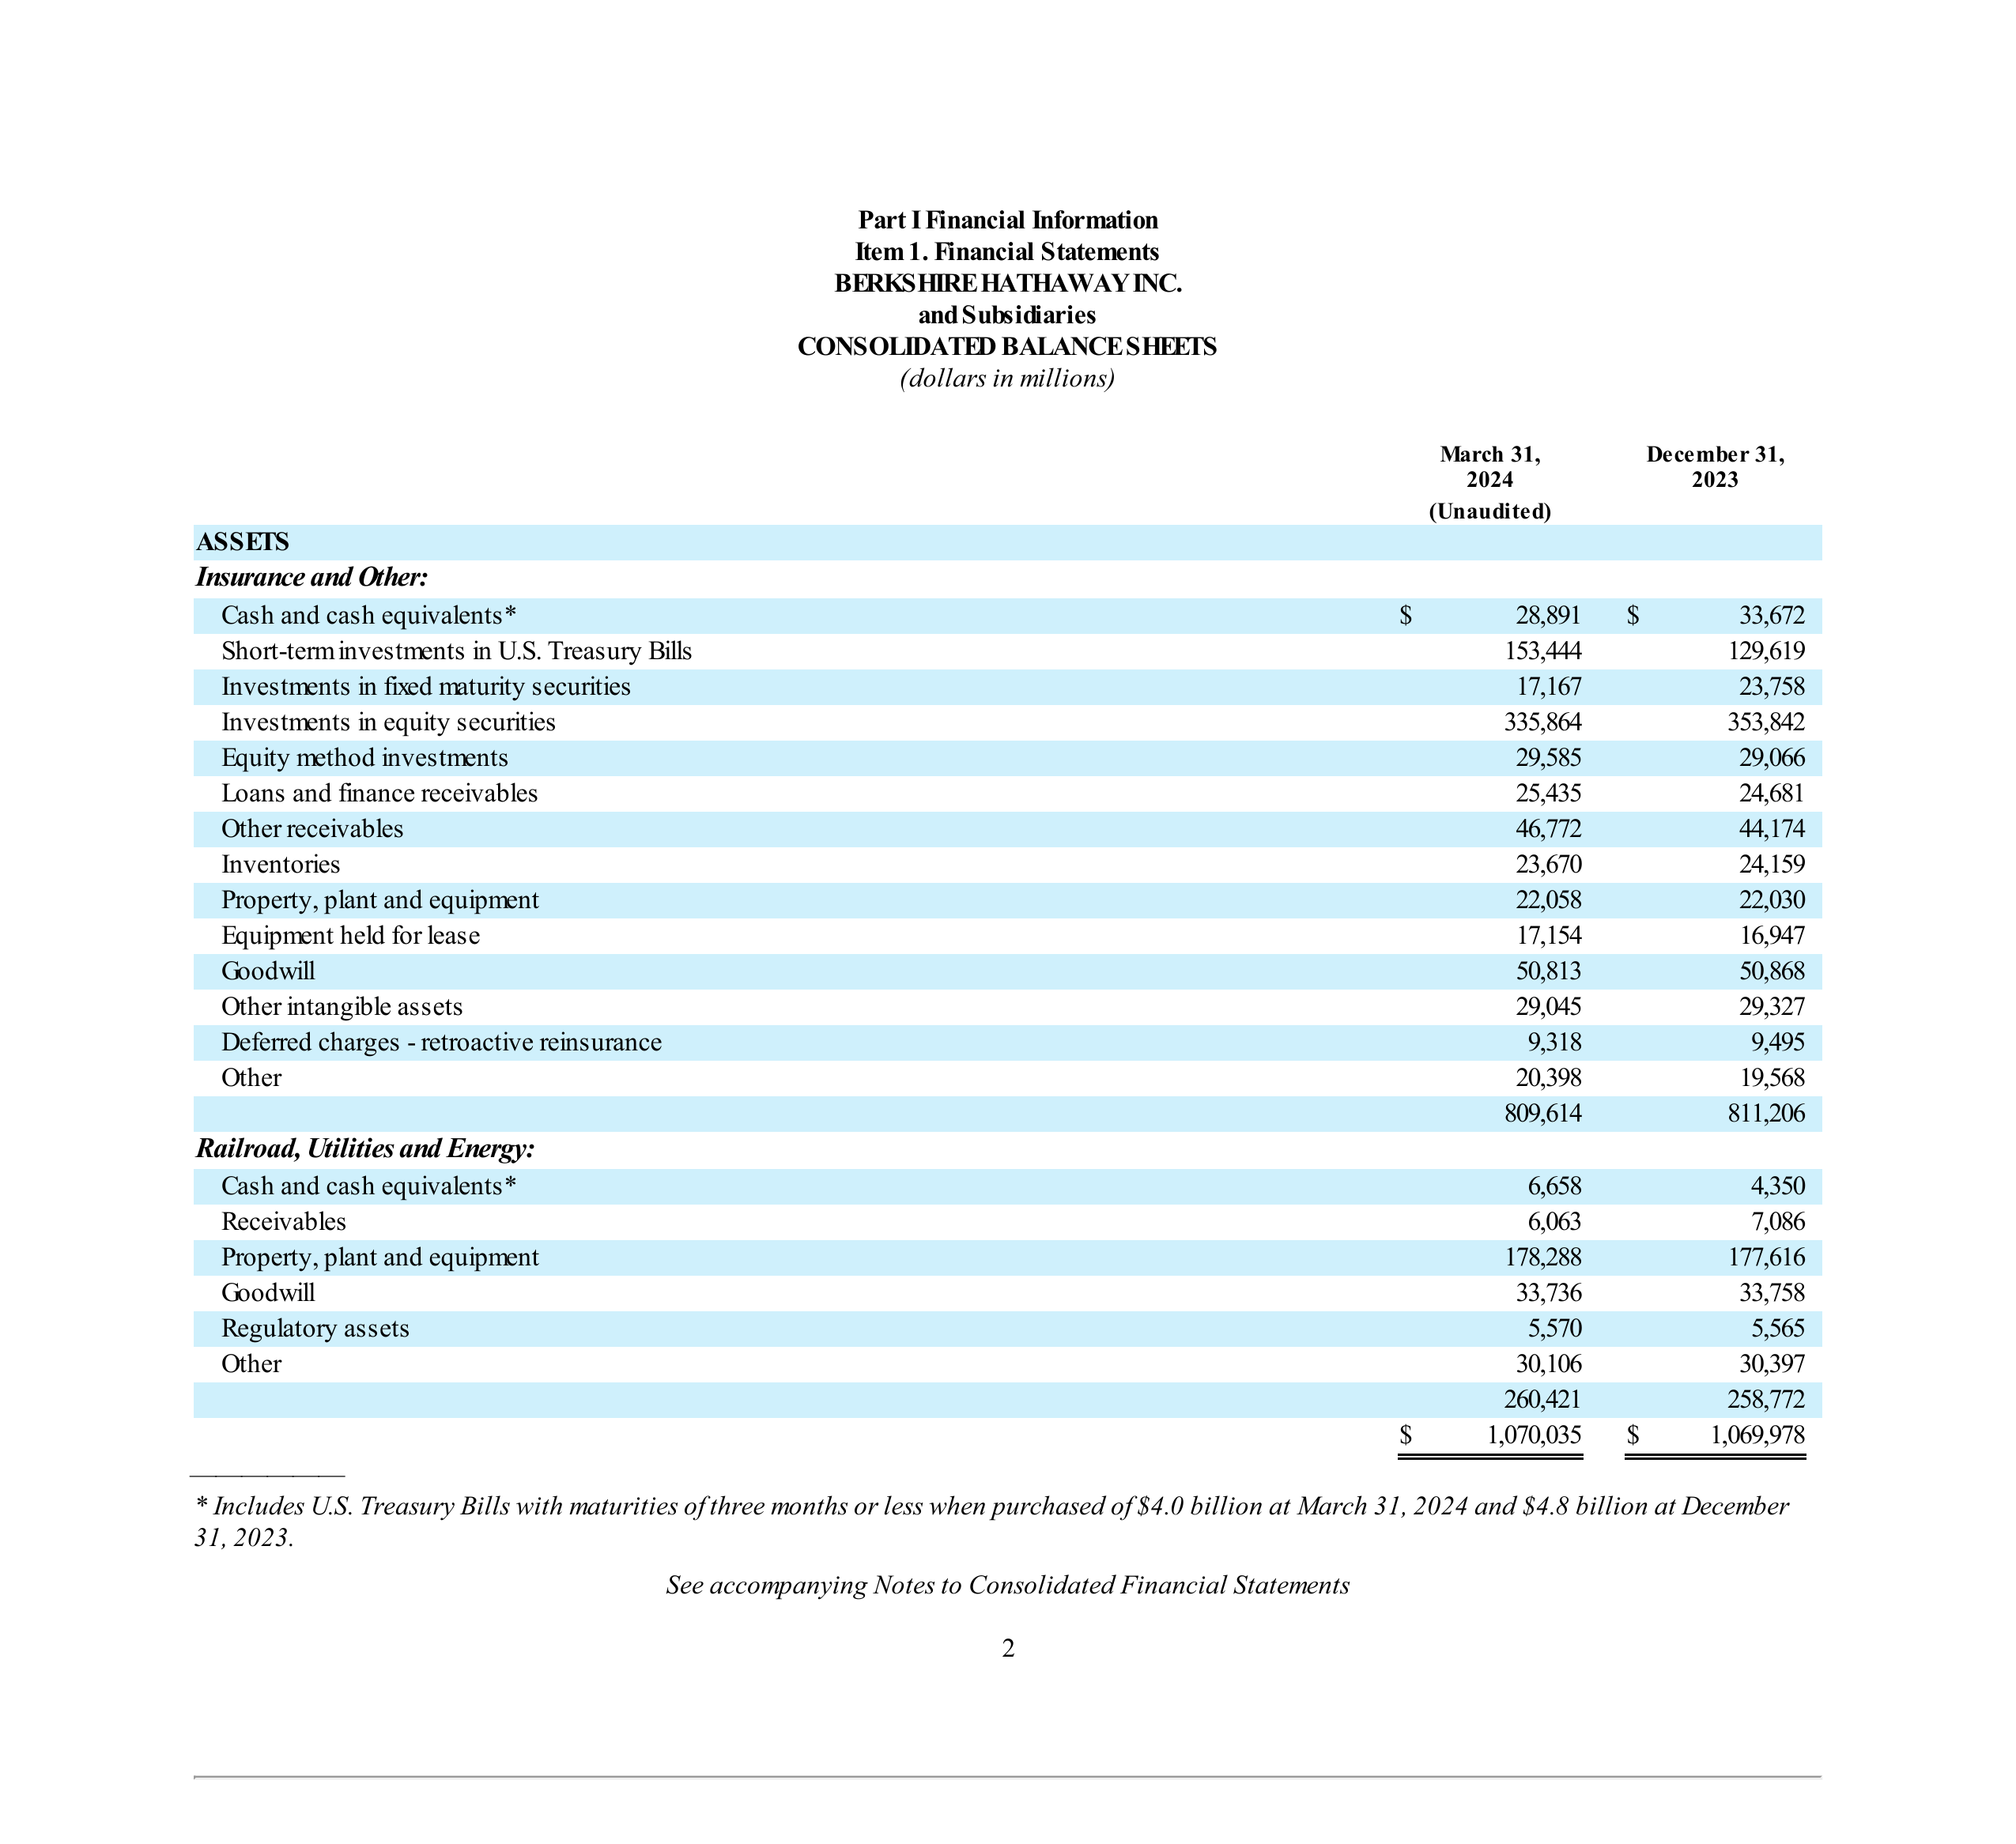 Part I Financial Information
Item 1. Financial Statements
BERKSHIRE HATHAWAY INC.
and Subsidiaries
CONSOLIDATED BALANCE SHEETS
(dollars in millions)
March 31, 2024 December 31, 2023
(Unaudited)
ASSETS
Insurance and Other:
Cash and cash equivalents* $ 28,891 $ 33,672
Short-term investments in U.S. Treasury Bills 153,444 129,619
Investments in fixed maturity securities 17,167 23,758
Investments in equity securities 335,864 353,842
Equity method investments 29,585 29,066
Loans and finance receivables 25,435 24,681
Other receivables 46,772 44,174
Inventories 23,670 24,159
Property, plant and equipment 22,058 22,030
Equipment held for lease 17,154 16,947
Goodwill 50,813 50,868
Other intangible assets 29,045 29,327
Deferred charges - retroactive reinsurance 9,318 9,495
Other 20,398 19,568
809,614 811,206
Railroad, Utilities and Energy:
Cash and cash equivalents* 6,658 4,350
Receivables 6,063 7,086
Property, plant and equipment 178,288 177,616
Goodwill 33,736 33,758
Regulatory assets 5,570 5,565
Other 30,106 30,397
260,421 258,772
$ 1,070,035 $ 1,069,978
* Includes U.S. Treasury Bills with maturities of three months or less when purchased of $4.0 billion at March 31, 2024 and $4.8 billion at December
31, 2023.
See accompanying Notes to Consolidated Financial Statements
2